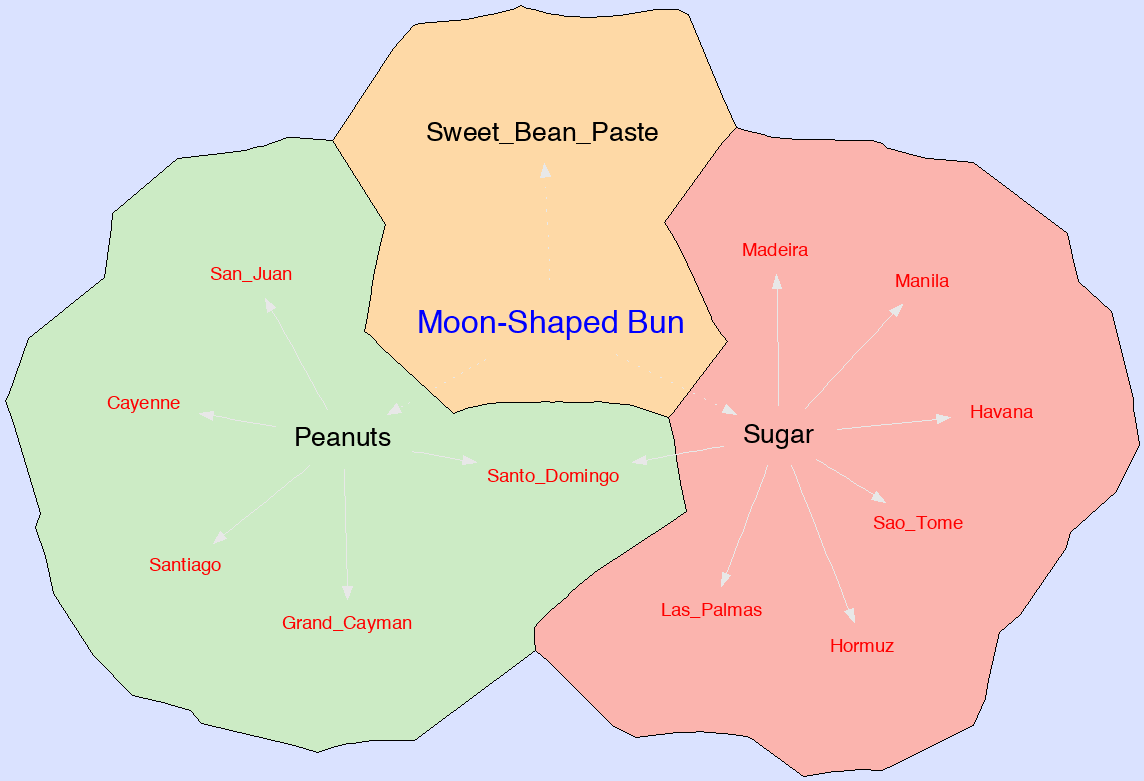 Sweet_Bean_Paste
Madeira
San_Juan
Manila
Moon-Shaped Bun
Cayenne
Havana
Peanuts
Sugar
Santo_Domingo
Sao_Tome
Santiago
Las_Palmas
Grand_Cayman
Hormuz